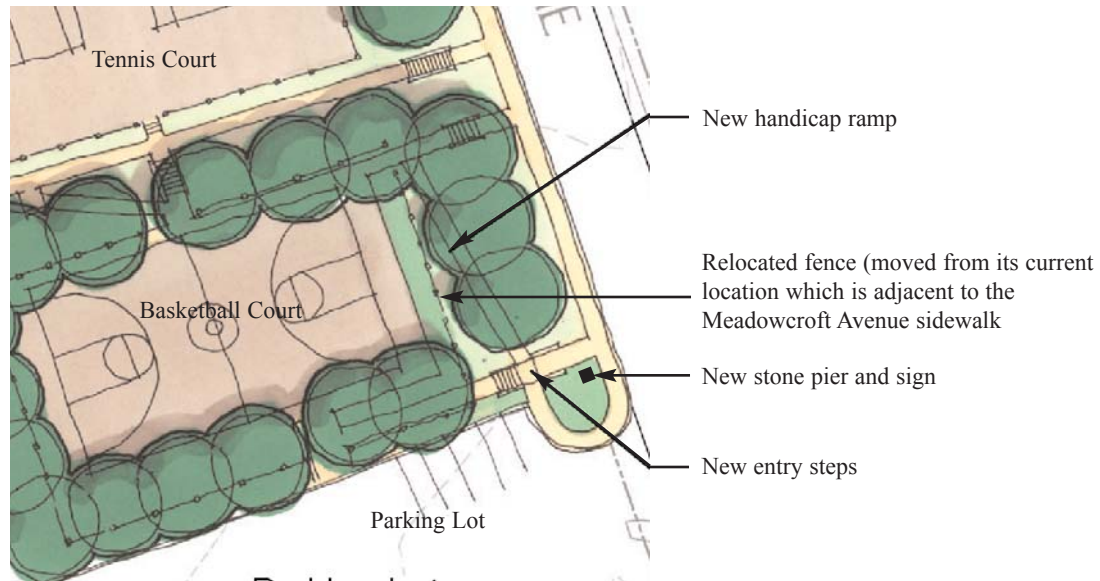 Tennis Court
New handicap ramp
Relocated fence (moved from its current
location which is adjacent to the
Meadowcroft Avenue sidewalk
Basketball Court
New stone pier and sign
New entry steps
Parking Lot